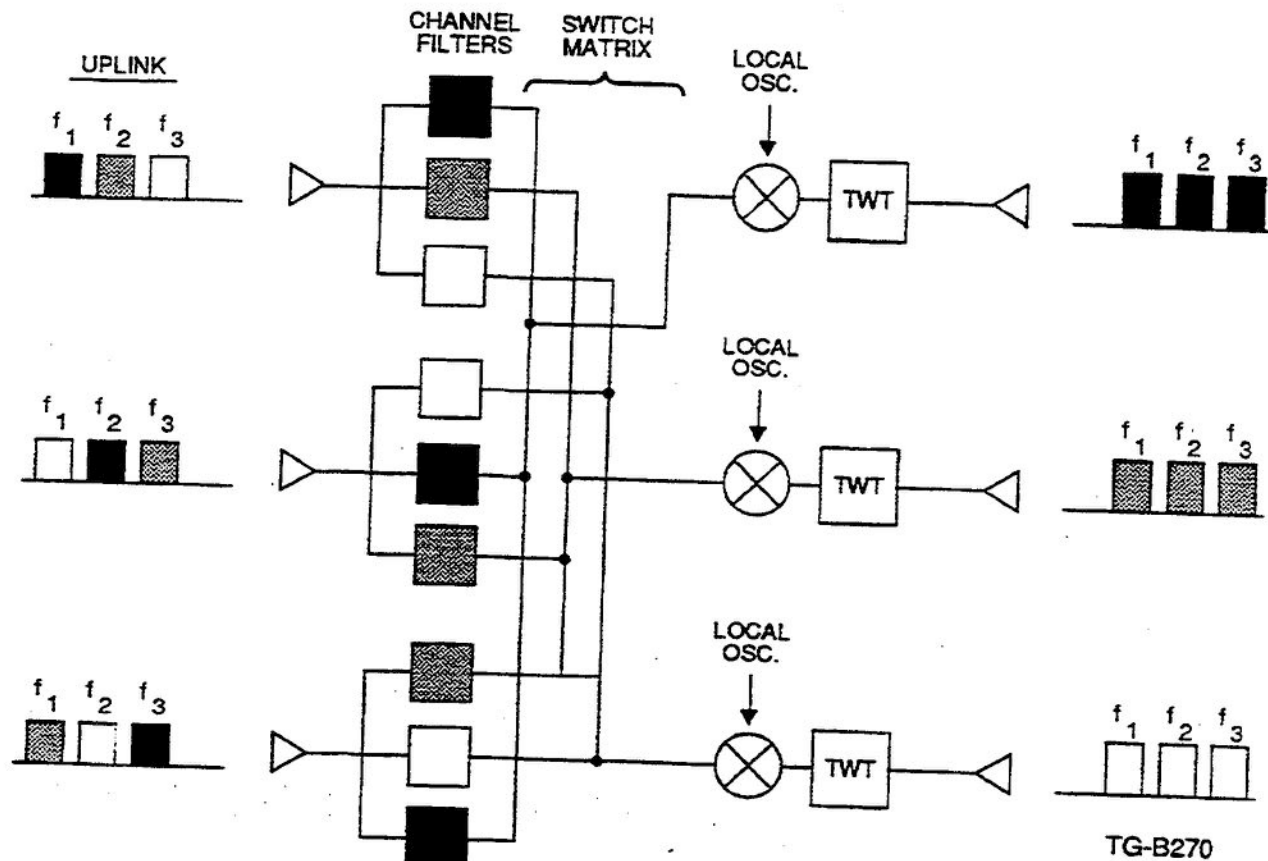 CHANNEL
FILTERS
SWITCH
MATRIX
UPLINK
LOCAL
OSC.
f1 f2 f3
TWT
f1 f2 f3
LOCAL
OSC.
f1 f2 f3
TWT
f1 f2 f3
LOCAL
OSC.
f1 f2 f3
TWT
f1 f2 f3
TG-B270